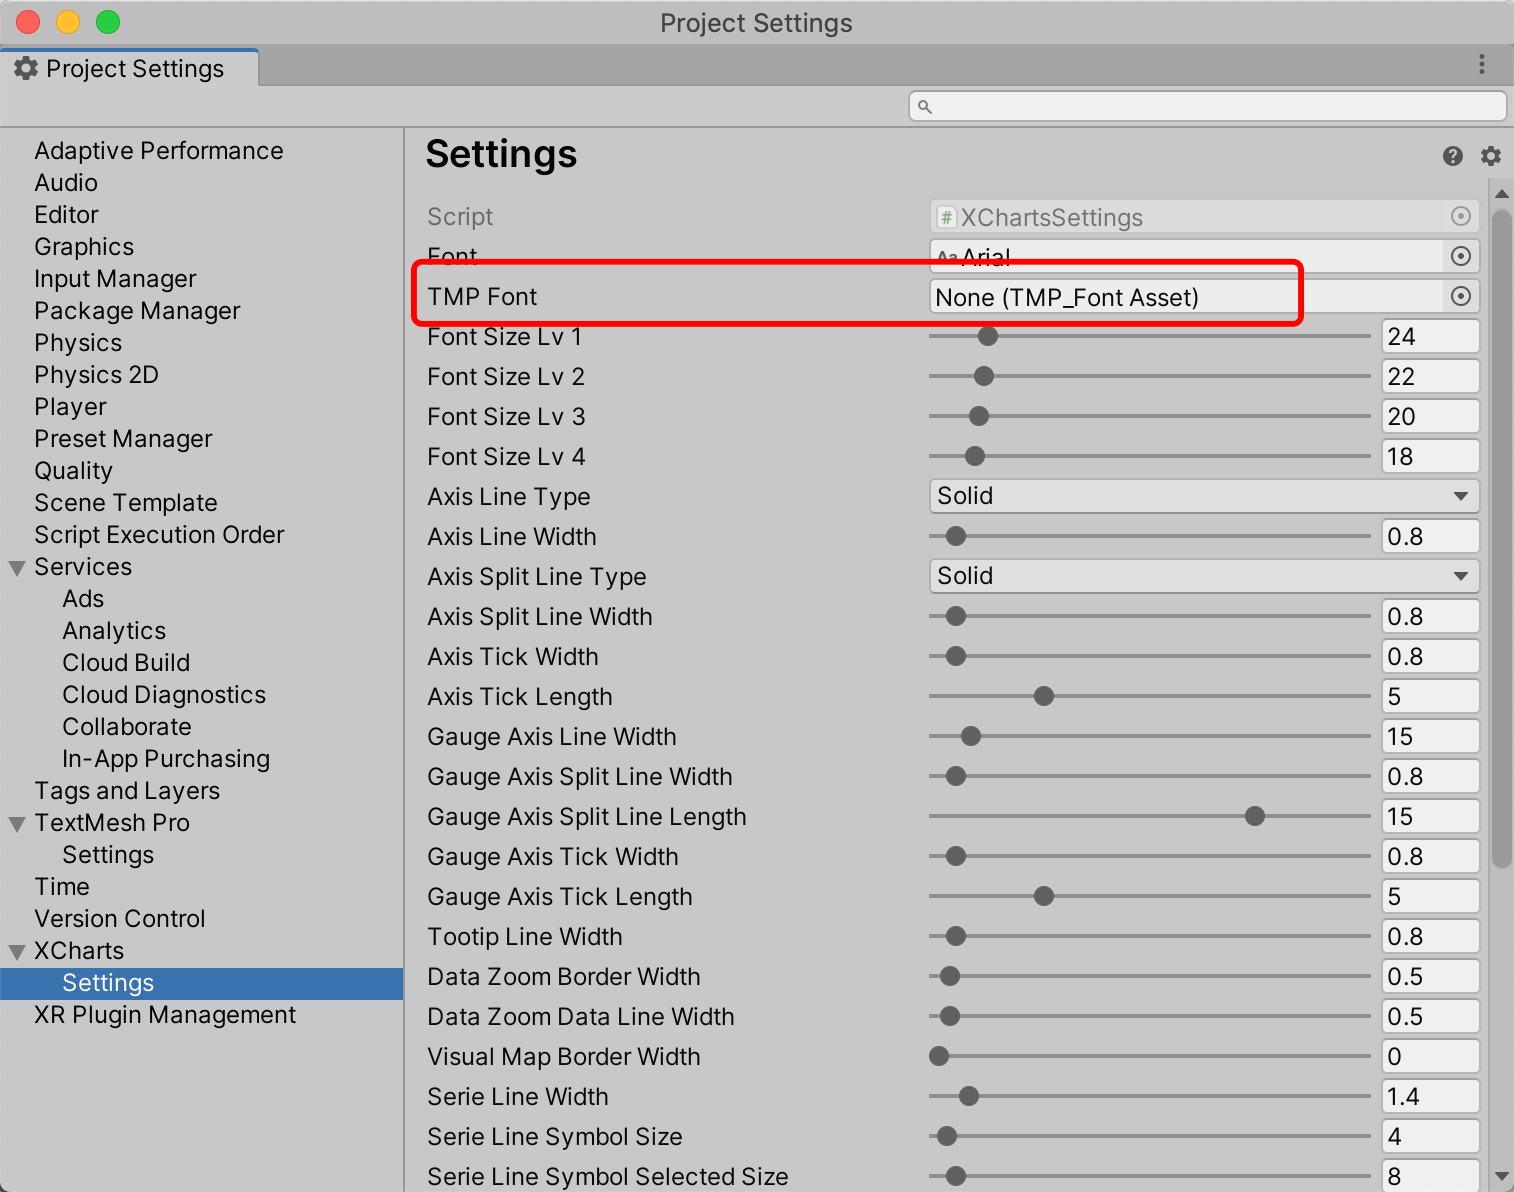 Project Settings
Project Settings
Adaptive Performance
Audio
Editor
Graphics
Input Manager
Package Manager
Physics
Physics 2D
Player
Preset Manager
Quality
Scene Template
Script Execution Order
Services
Ads
Analytics
Cloud Build
Cloud Diagnostics
Collaborate
In-App Purchasing
Tags and Layers
TextMesh Pro
Settings
Time
Version Control
XCharts
Settings
XR Plugin Management
Settings
Script # XChartsSettings
Font Aa Arial
TMP Font None (TMP_Font Asset)
Font Size Lv 1 24
Font Size Lv 2 22
Font Size Lv 3 20
Font Size Lv 4 18
Axis Line Type Solid
Axis Line Width 0.8
Axis Split Line Type Solid
Axis Split Line Width 0.8
Axis Tick Width 0.8
Axis Tick Length 5
Gauge Axis Line Width 15
Gauge Axis Split Line Width 0.8
Gauge Axis Split Line Length 15
Gauge Axis Tick Width 0.8
Gauge Axis Tick Length 5
Tootip Line Width 0.8
Data Zoom Border Width 0.5
Data Zoom Data Line Width 0.5
Visual Map Border Width 0
Serie Line Width 1.4
Serie Line Symbol Size 4
Serie Line Symbol Selected Size 8